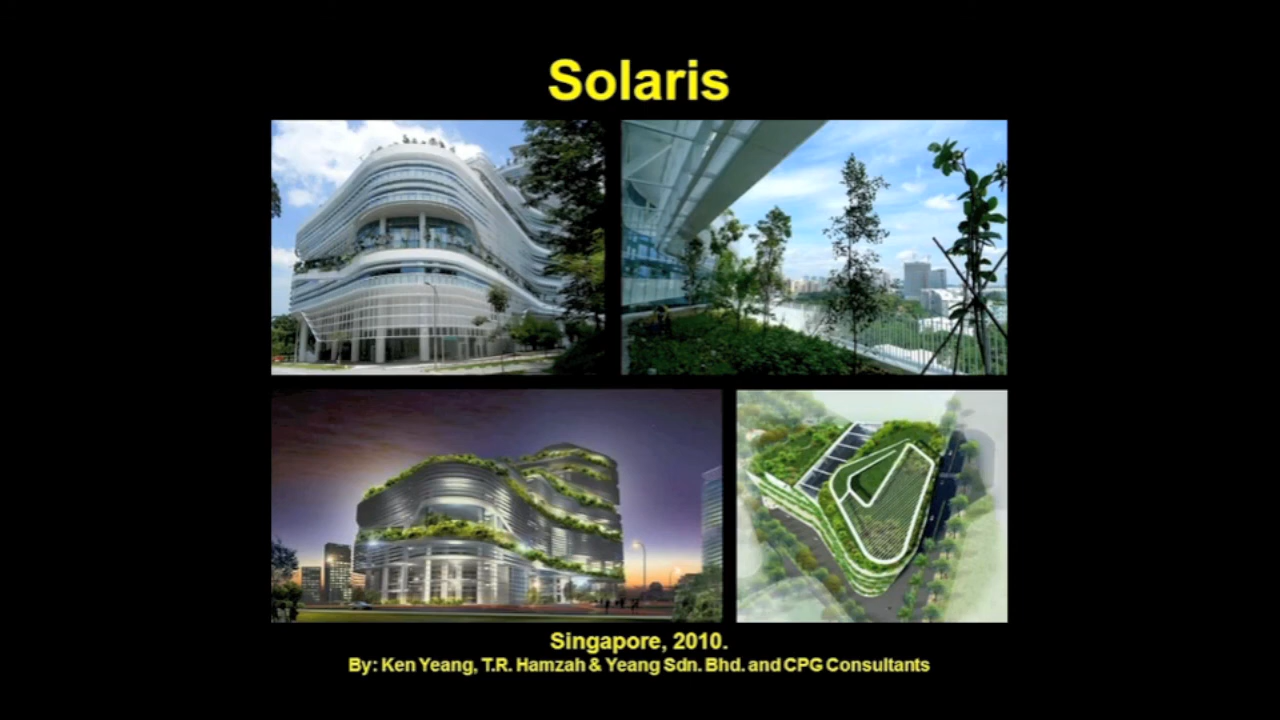 Solaris
Singapore, 2010.
By: Ken Yeang, T.R. Hamzah & Yeang Sdn. Bhd. and CPG Consultants